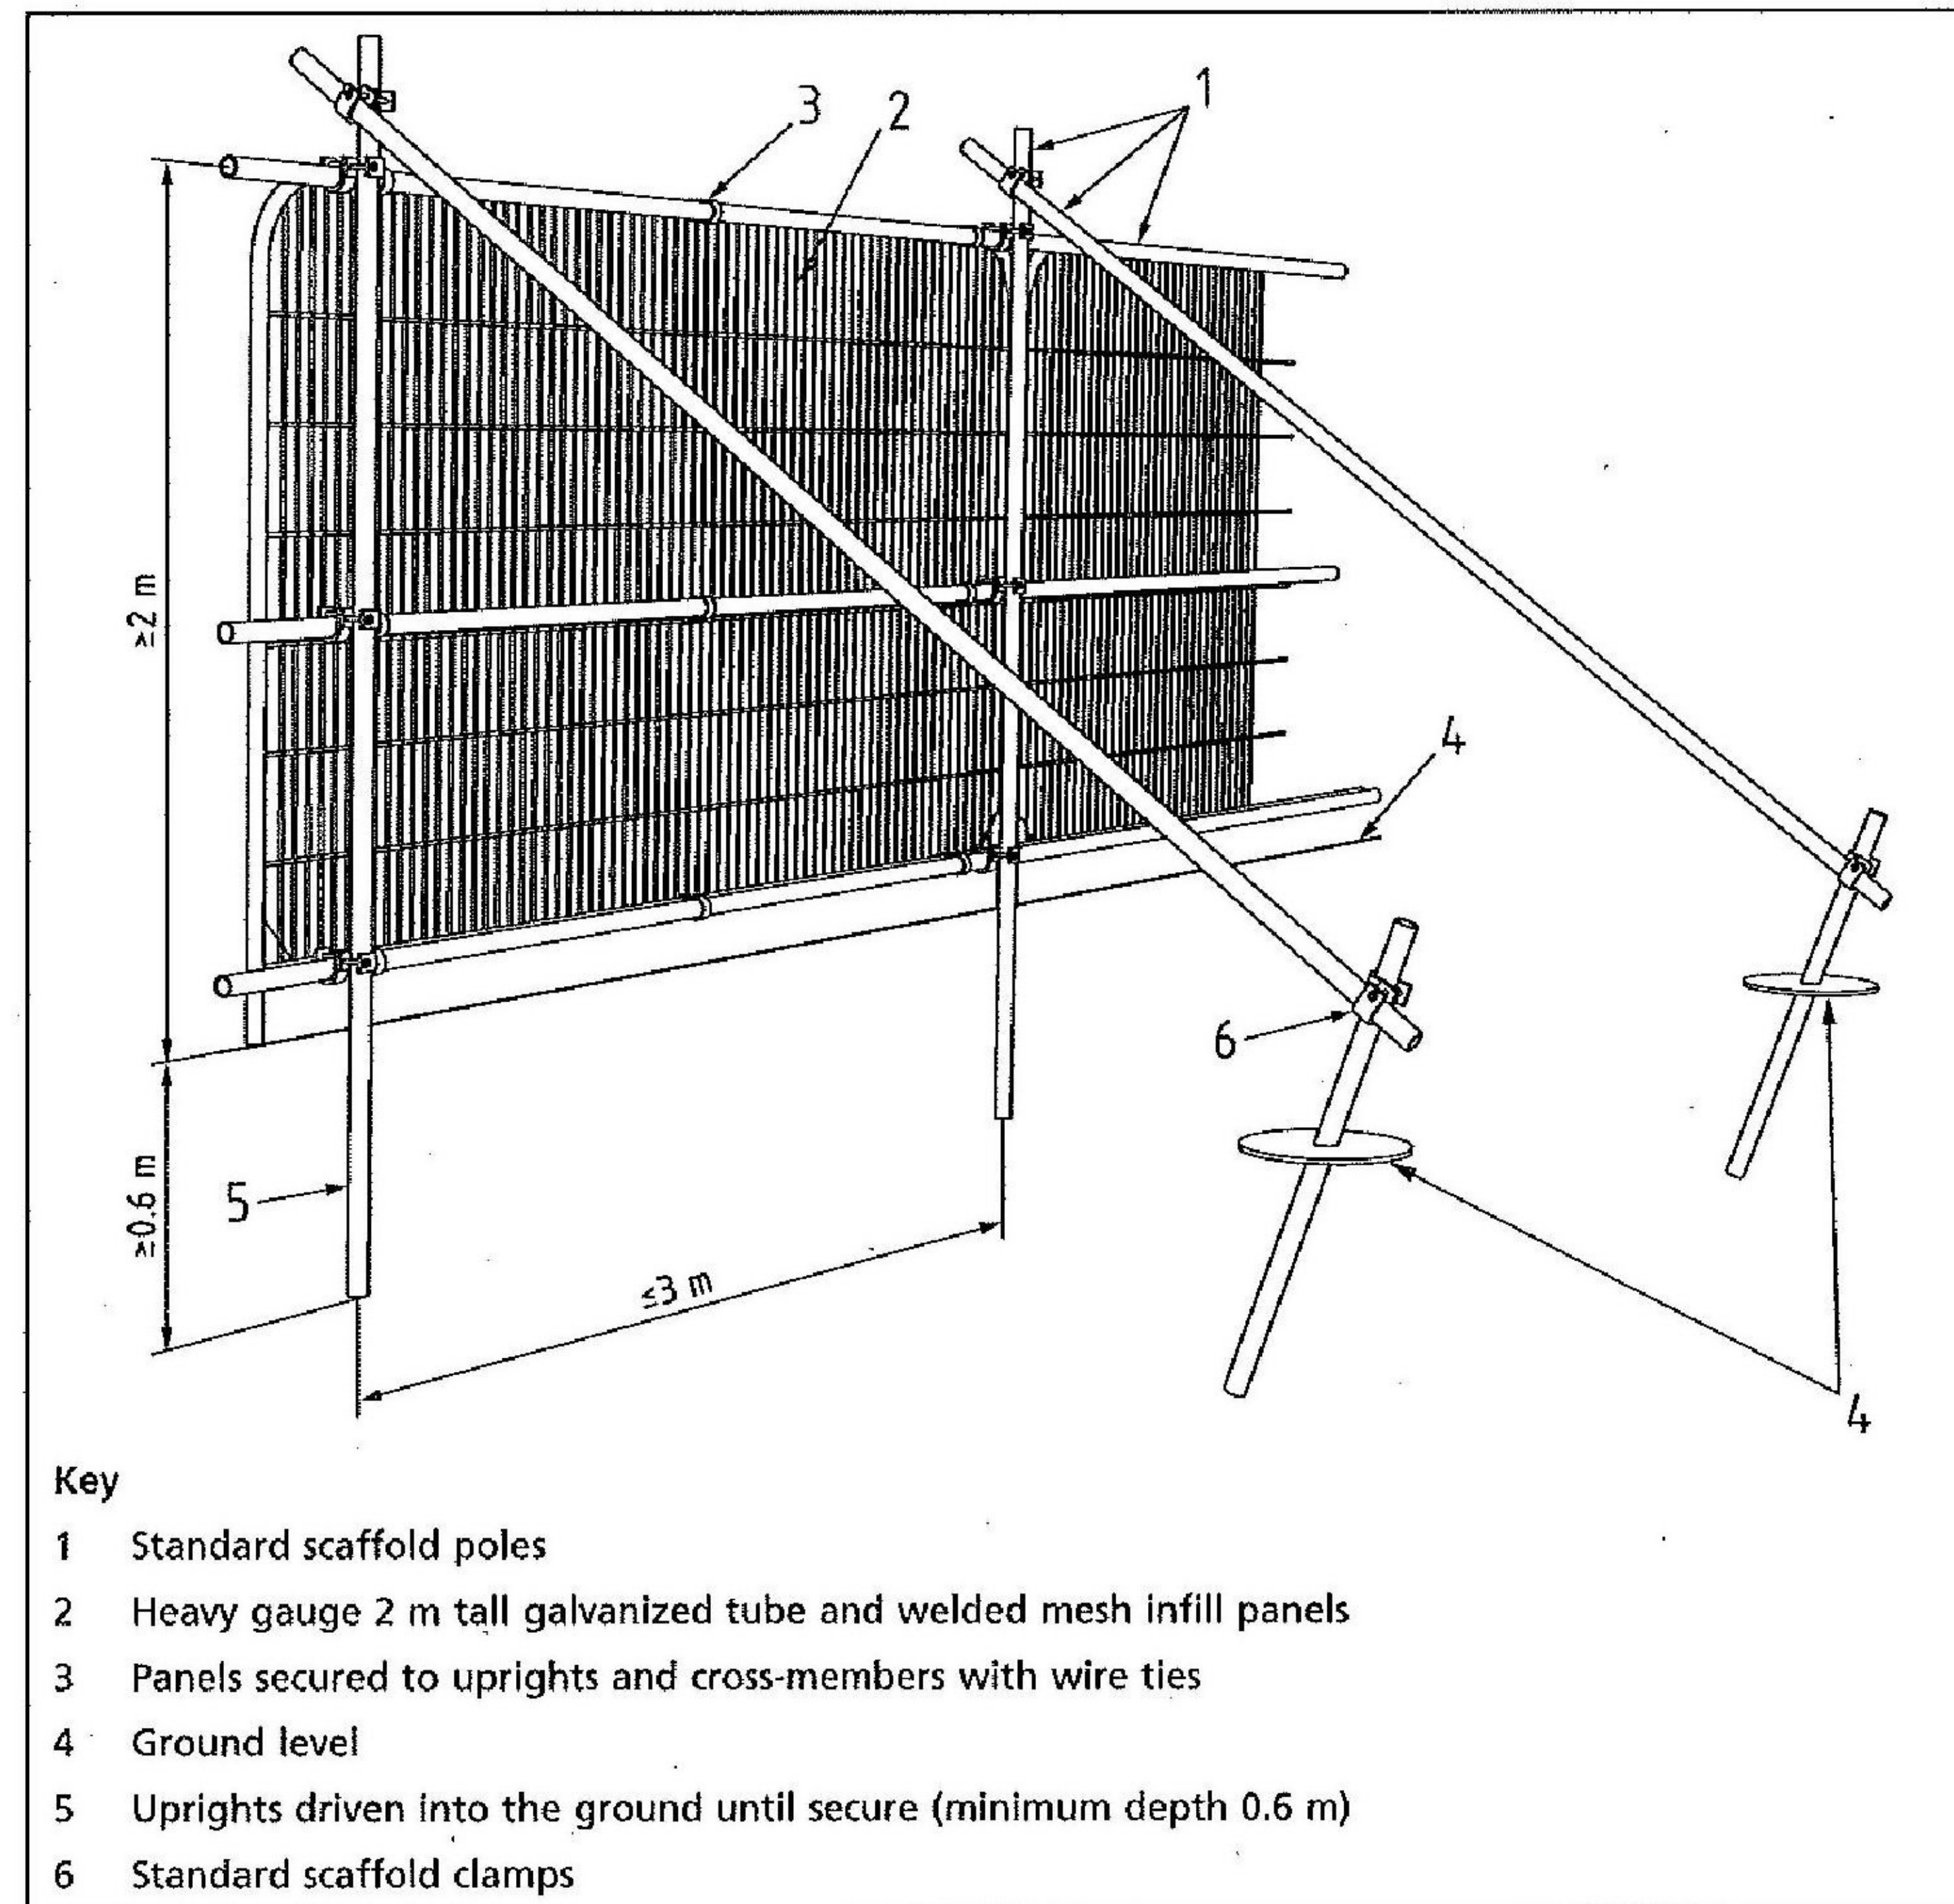 3
2
1
≥2 m
4
6
≥0.6 m
5
≤3 m
4
Key
1 Standard scaffold poles
2 Heavy gauge 2 m tall galvanized tube and welded mesh infill panels
3 Panels secured to uprights and cross-members with wire ties
4 Ground level
5 Uprights driven into the ground until secure (minimum depth 0.6 m)
6 Standard scaffold clamps